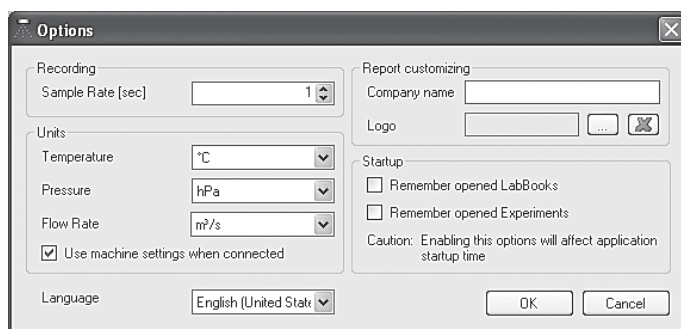 Options
Recording
Sample Rate [sec]
1
Units
Temperature
°C
Pressure
hPa
Flow Rate
m³/s
Use machine settings when connected
Language
English (United State
Report customizing
Company name
Logo
...
Startup
Remember opened LabBooks
Remember opened Experiments
Caution: Enabling this options will affect application
startup time
OK
Cancel